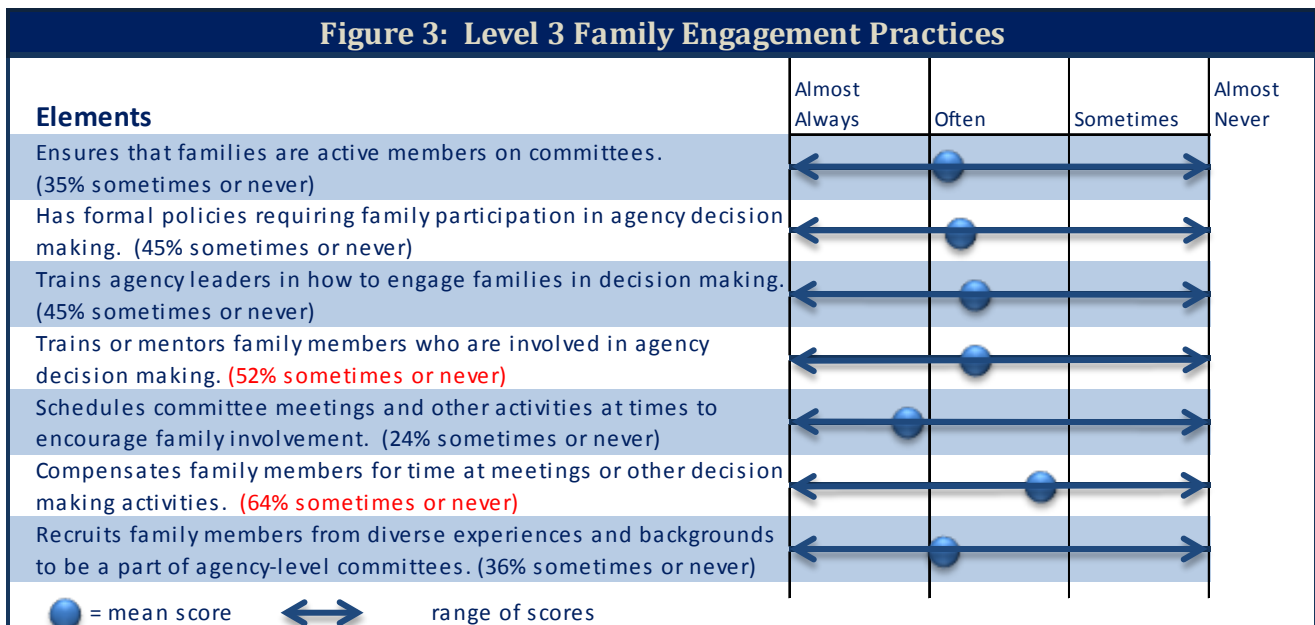 Figure 3: Level 3 Family Engagement Practices
Elements
Almost
Always
Often
Sometimes
Almost
Never
Ensures that families are active members on committees.
(35% sometimes or never)
Has formal policies requiring family participation in agency decision
making. (45% sometimes or never)
Trains agency leaders in how to engage families in decision making.
(45% sometimes or never)
Trains or mentors family members who are involved in agency
decision making. (52% sometimes or never)
Schedules committee meetings and other activities at times to
encourage family involvement. (24% sometimes or never)
Compensates family members for time at meetings or other decision
making activities. (64% sometimes or never)
Recruits family members from diverse experiences and backgrounds
to be a part of agency-level committees. (36% sometimes or never)
= mean score range of scores